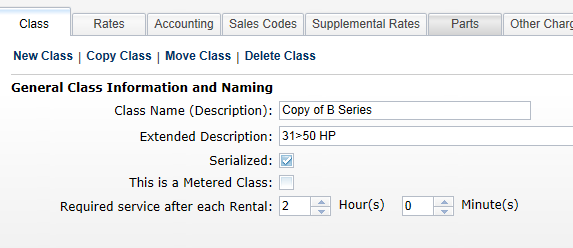 Class Rates Accounting Sales Codes Supplemental Rates Parts Other
New Class | Copy Class | Move Class | Delete Class
General Class Information and Naming
Class Name (Description): Copy of B Series
Extended Description: 31>50 HP
Serialized:
This is a Metered Class:
Required service after each Rental: 2 Hour(s) 0 Minute(s)